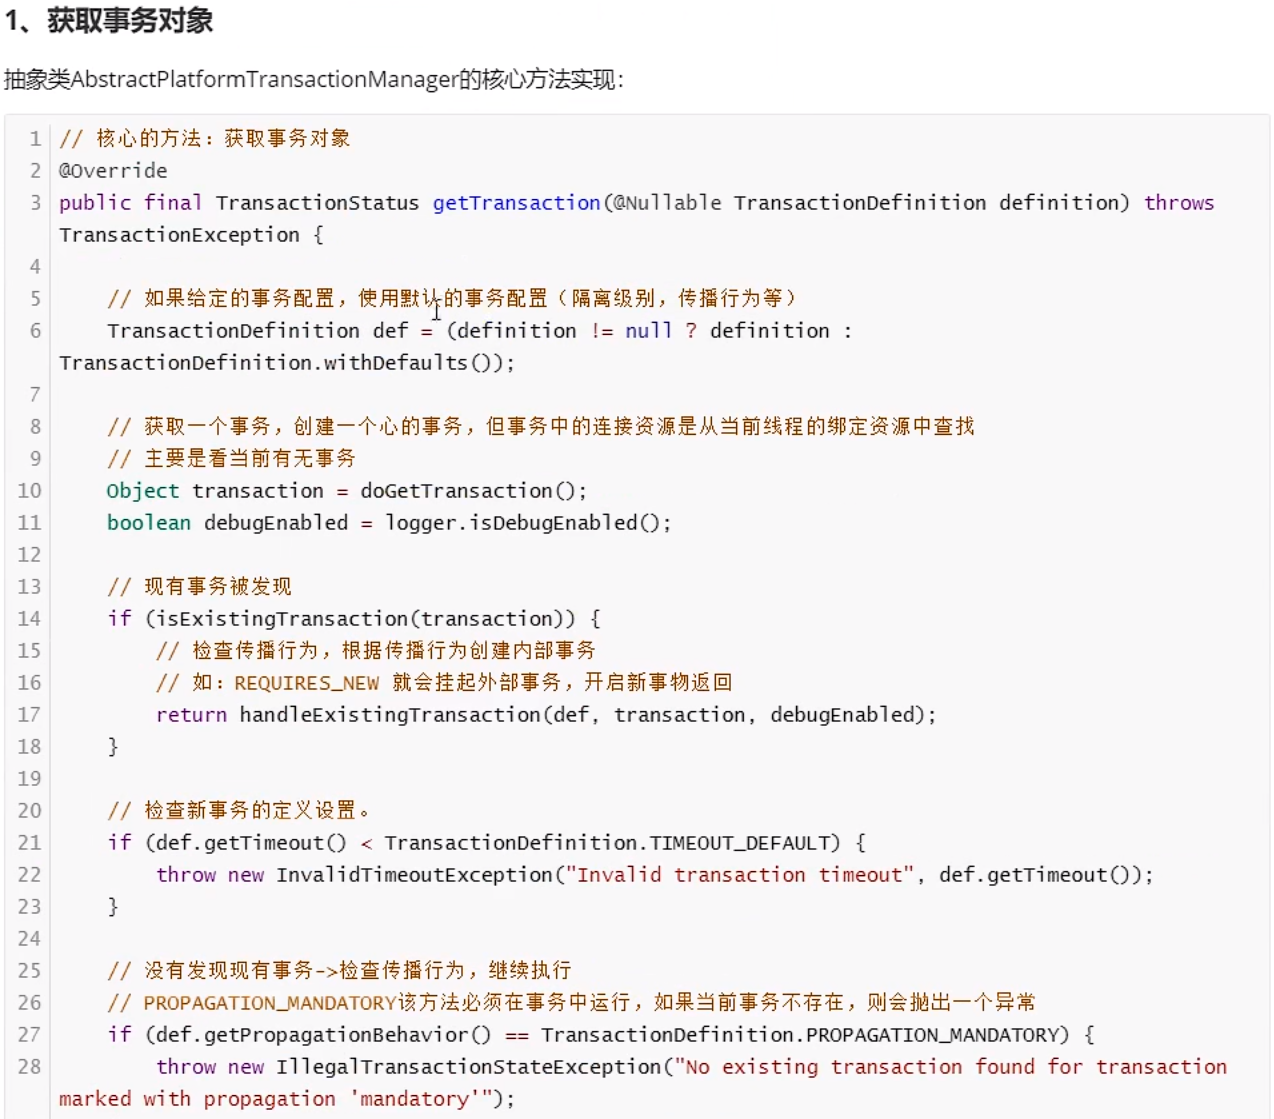 1、获取事务对象
抽象类AbstractPlatformTransactionManager的核心方法实现：
1 // 核心的方法：获取事务对象
2 @Override
3 public final TransactionStatus getTransaction(@Nullable TransactionDefinition definition) throws
TransactionException {
4
5 // 如果给定的事务配置，使用默认的事务配置（隔离级别，传播行为等）
6 TransactionDefinition def = (definition != null ? definition :
TransactionDefinition.withDefaults());
7
8 // 获取一个事务，创建一个心的事务，但事务中的连接资源是从当前线程的绑定资源中查找
9 // 主要是看当前有无事务
10 Object transaction = doGetTransaction();
11 boolean debugEnabled = logger.isDebugEnabled();
12
13 // 现有事务被发现
14 if (isExistingTransaction(transaction)) {
15 // 检查传播行为，根据传播行为创建内部事务
16 // 如：REQUIRES_NEW 就会挂起外部事务，开启新事物返回
17 return handleExistingTransaction(def, transaction, debugEnabled);
18 }
19
20 // 检查新事务的定义设置。
21 if (def.getTimeout() < TransactionDefinition.TIMEOUT_DEFAULT) {
22 throw new InvalidTimeoutException("Invalid transaction timeout", def.getTimeout());
23 }
24
25 // 没有发现现有事务->检查传播行为，继续执行
26 // PROPAGATION_MANDATORY该方法必须在事务中运行，如果当前事务不存在，则会抛出一个异常
27 if (def.getPropagationBehavior() == TransactionDefinition.PROPAGATION_MANDATORY) {
28 throw new IllegalTransactionStateException("No existing transaction found for transaction
marked with propagation 'mandatory'");